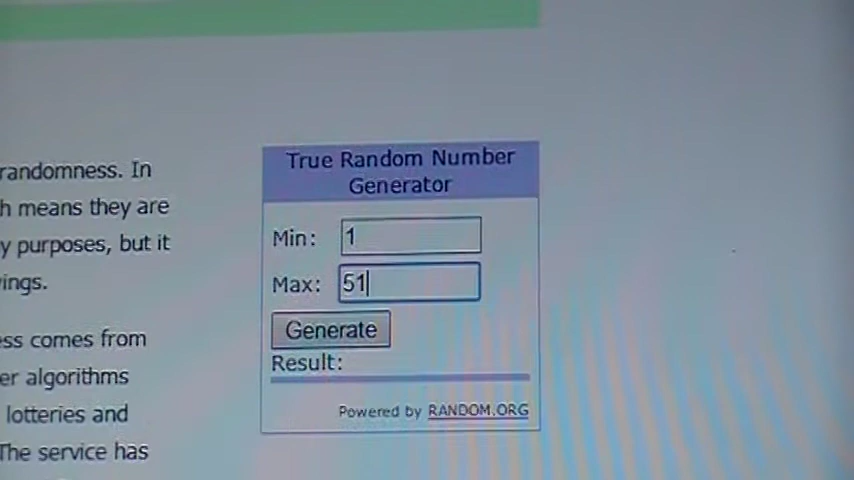 randomness. In
h means they are
y purposes, but it
ings.
ess comes from
er algorithms
lotteries and
The service has
True Random Number
Generator
Min: 1
Max: 51
Generate
Result:
Powered by RANDOM.ORG